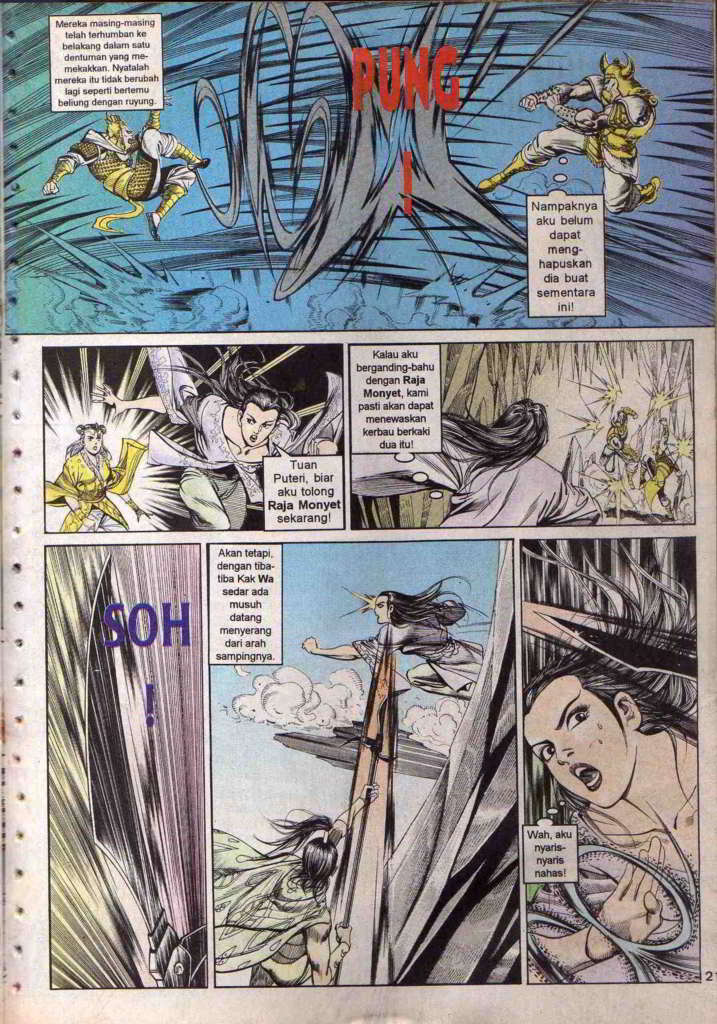 Mereka masing-masing
telah terhumban ke
belakang dalam satu
dentuman yang me-
mekakkan. Nyatalah
mereka itu tidak berubah
lagi seperti bertemu
beliung dengan ruyung.
PUNG
!
Nampaknya
aku belum
dapat
meng-
hapuskan
dia buat
sementara
ini!
Tuan
Puteri, biar
aku tolong
Raja Monyet
sekarang!
Kalau aku
berganding-bahu
dengan Raja
Monyet, kami
pasti akan dapat
menewaskan
kerbau berkaki
dua itu!
SOH
!
Akan tetapi,
dengan tiba-
tiba Kak Wa
sedar ada
musuh
datang
menyerang
dari arah
sampingnya.
Wah, aku
nyaris-
nyaris
nahas!
2